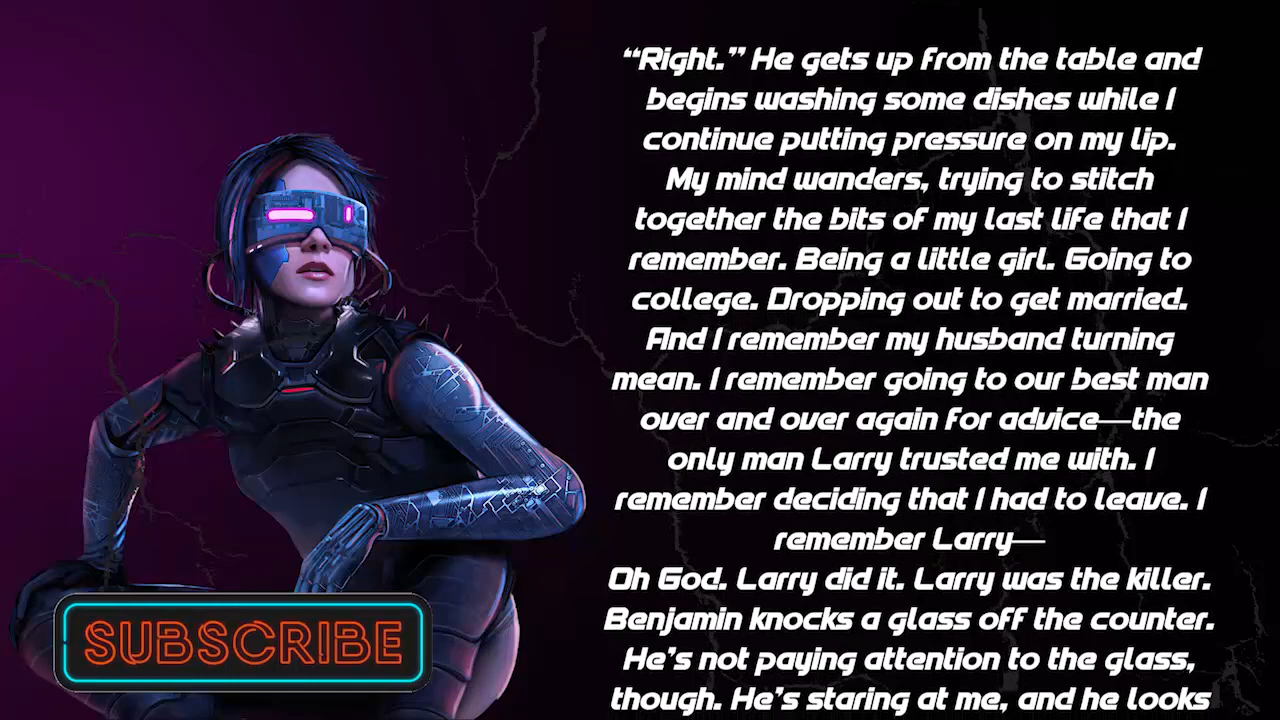 “Right.” He gets up from the table and
begins washing some dishes while I
continue putting pressure on my lip.
My mind wanders, trying to stitch
together the bits of my last life that I
remember. Being a little girl. Going to
college. Dropping out to get married.
And I remember my husband turning
mean. I remember going to our best man
over and over again for advice—the
only man Larry trusted me with. I
remember deciding that I had to leave. I
remember Larry—
Oh God. Larry did it. Larry was the killer.
Benjamin knocks a glass off the counter.
He’s not paying attention to the glass,
though. He’s staring at me, and he looks
SUBSCRIBE